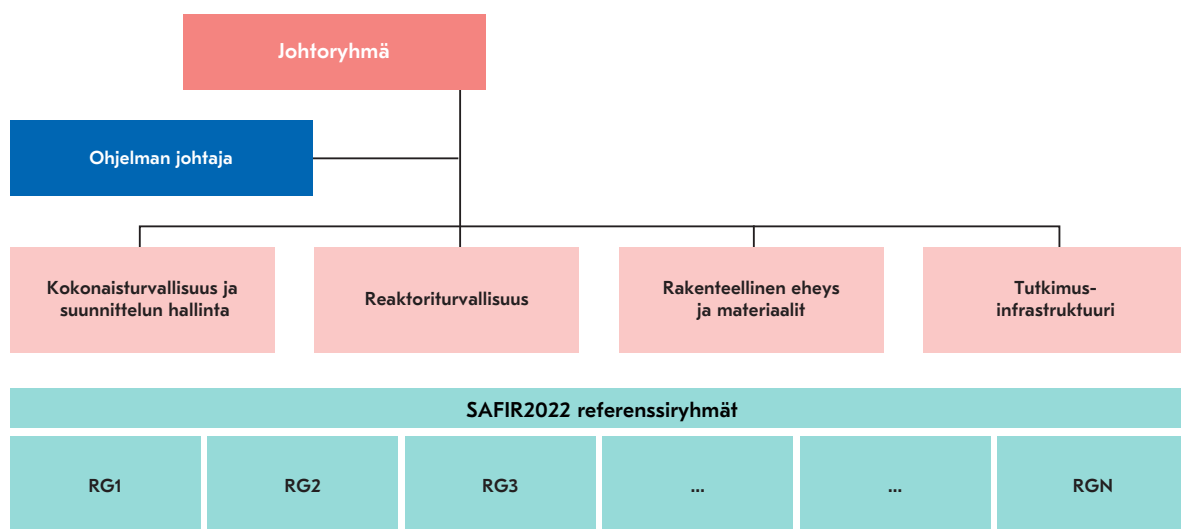 Johtoryhmä
Ohjelman johtaja
Kokonaisturvallisuus ja
suunnittelun hallinta
Reaktoriturvallisuus
Rakenteellinen eheys
ja materiaalit
Tutkimus-
infrastruktuuri
SAFIR2022 referenssiryhmät
RG1
RG2
RG3
...
...
RGN